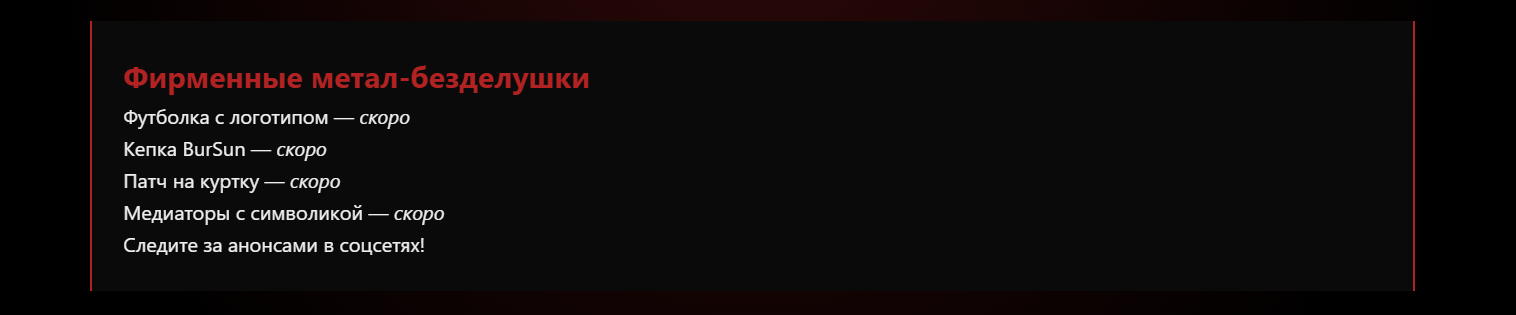 Фирменные метал-безделушки
Футболка с логотипом — скоро
Кепка BurSun — скоро
Патч на куртку — скоро
Медиаторы с символикой — скоро
Следите за анонсами в соцсетях!